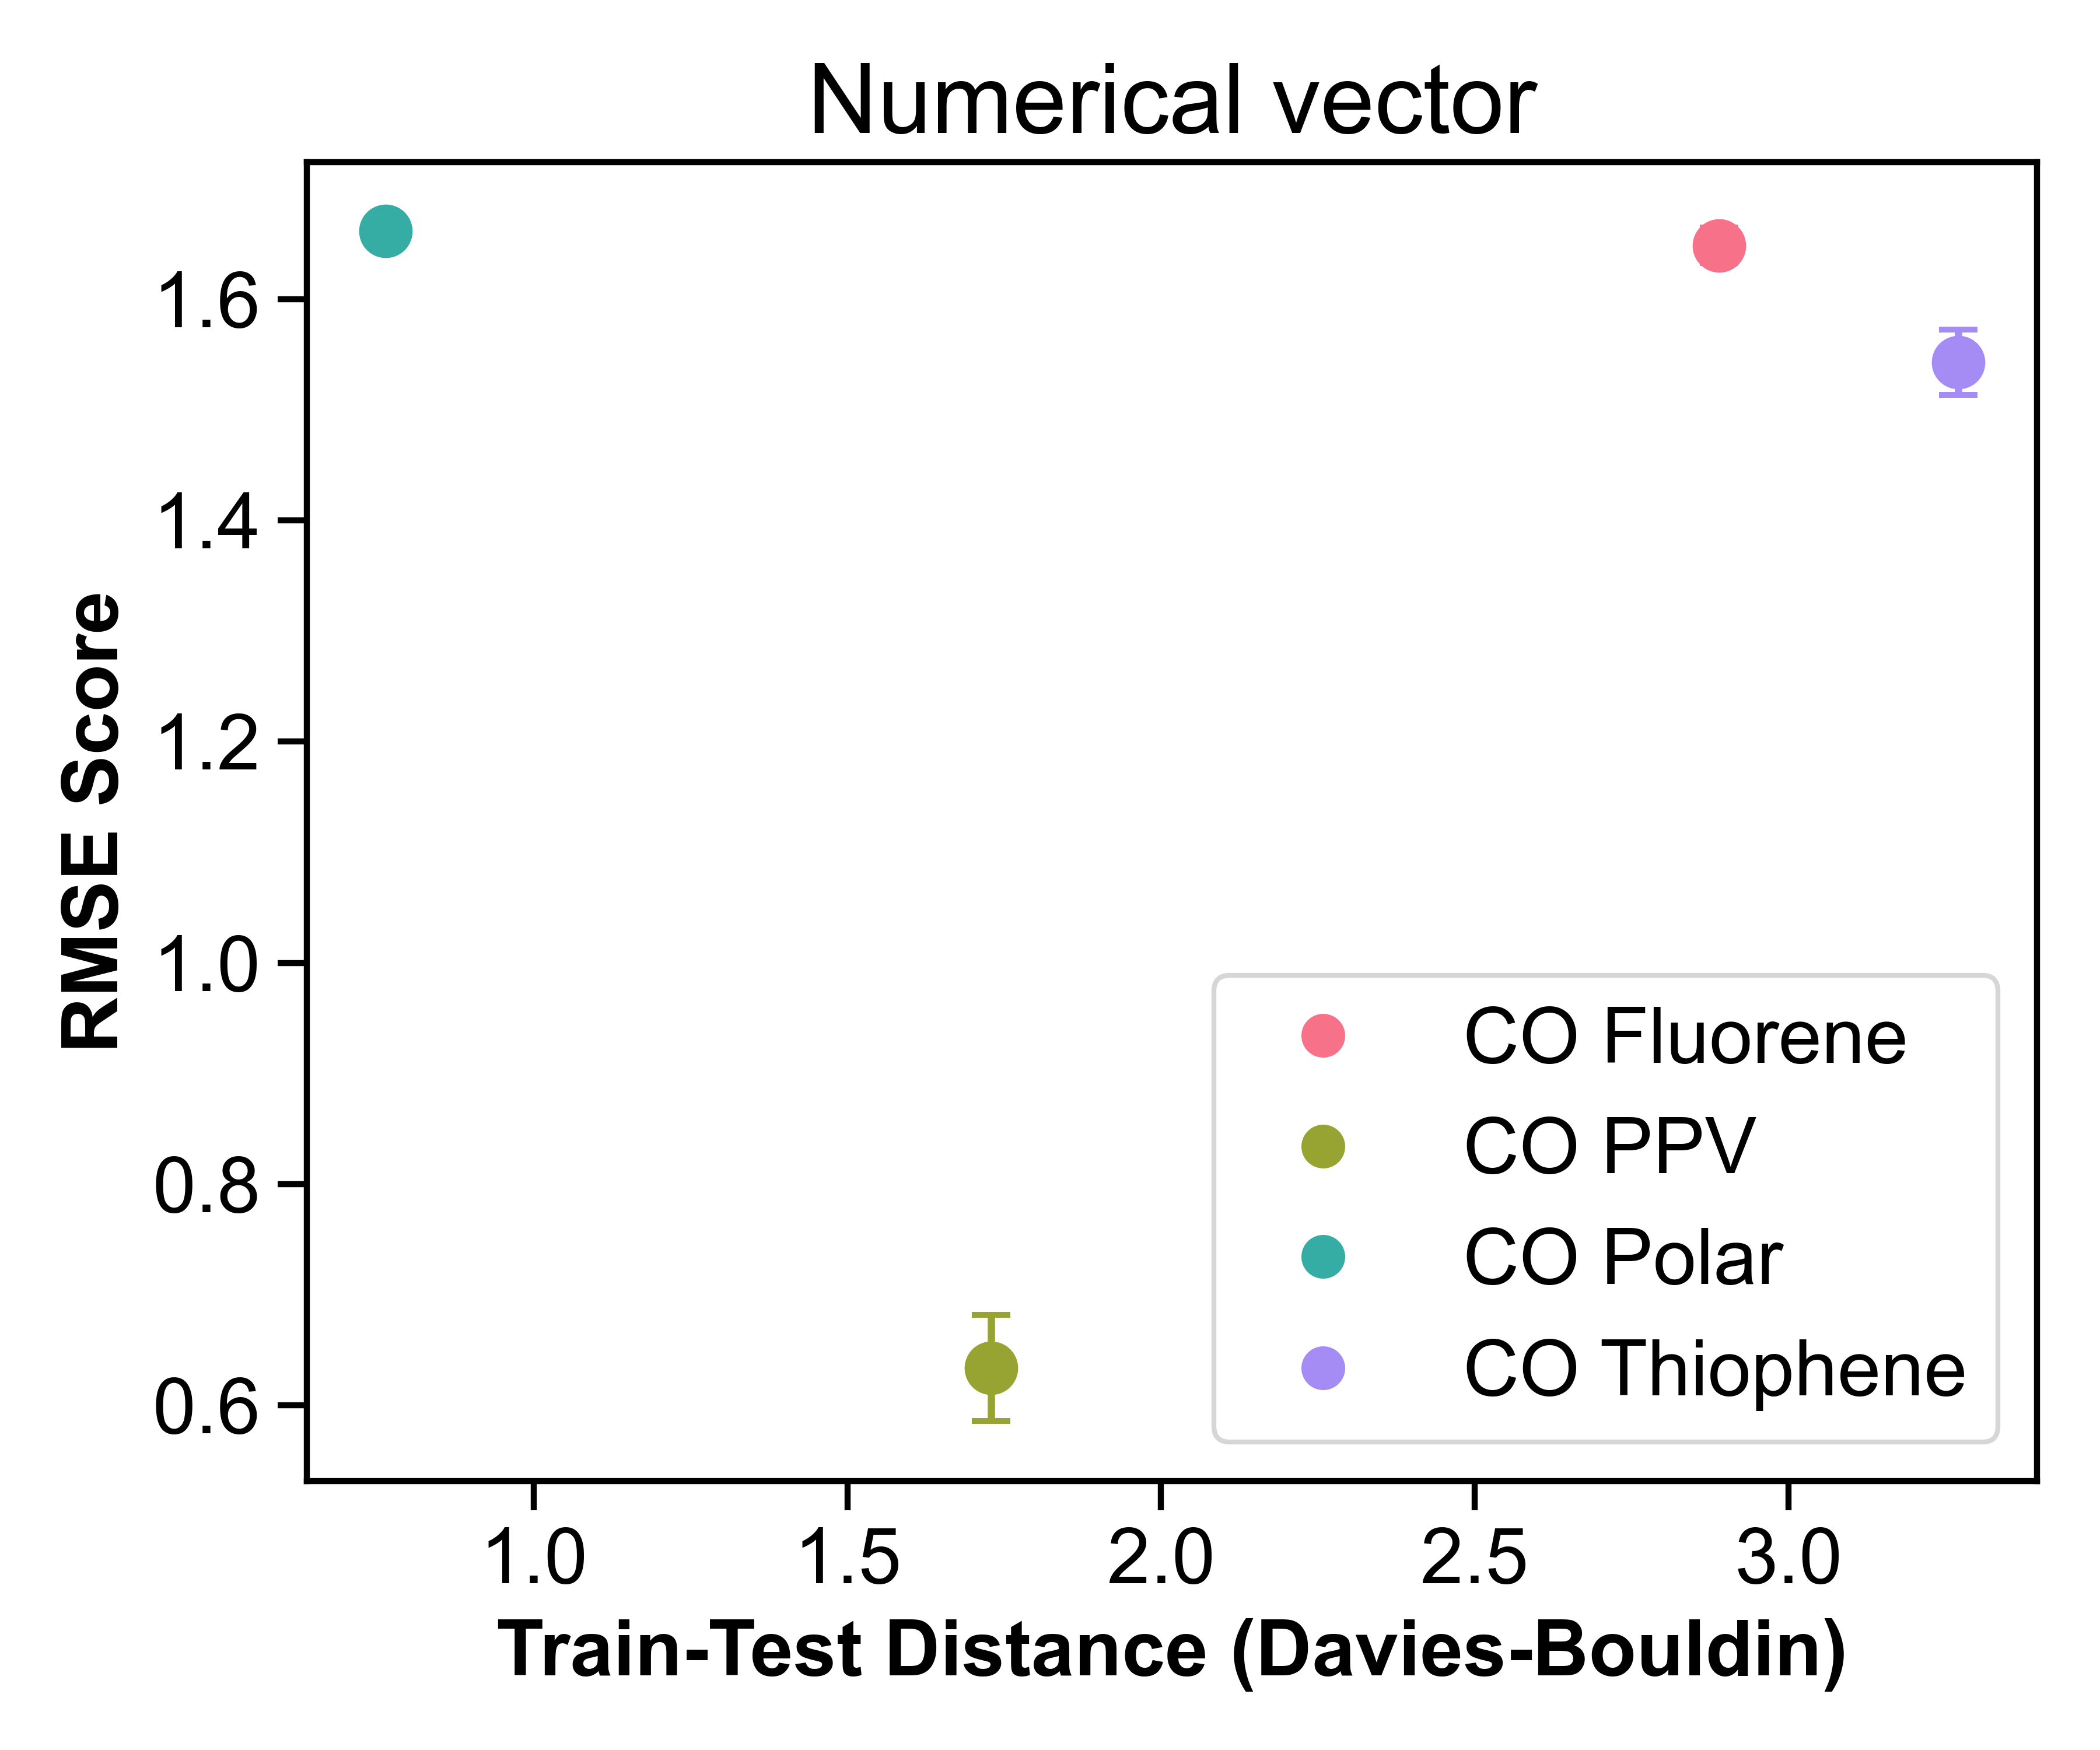 Numerical vector
RMSE Score
1.6
1.4
1.2
1.0
0.8
0.6
CO Fluorene
CO PPV
CO Polar
CO Thiophene
1.0 1.5 2.0 2.5 3.0
Train-Test Distance (Davies-Bouldin)